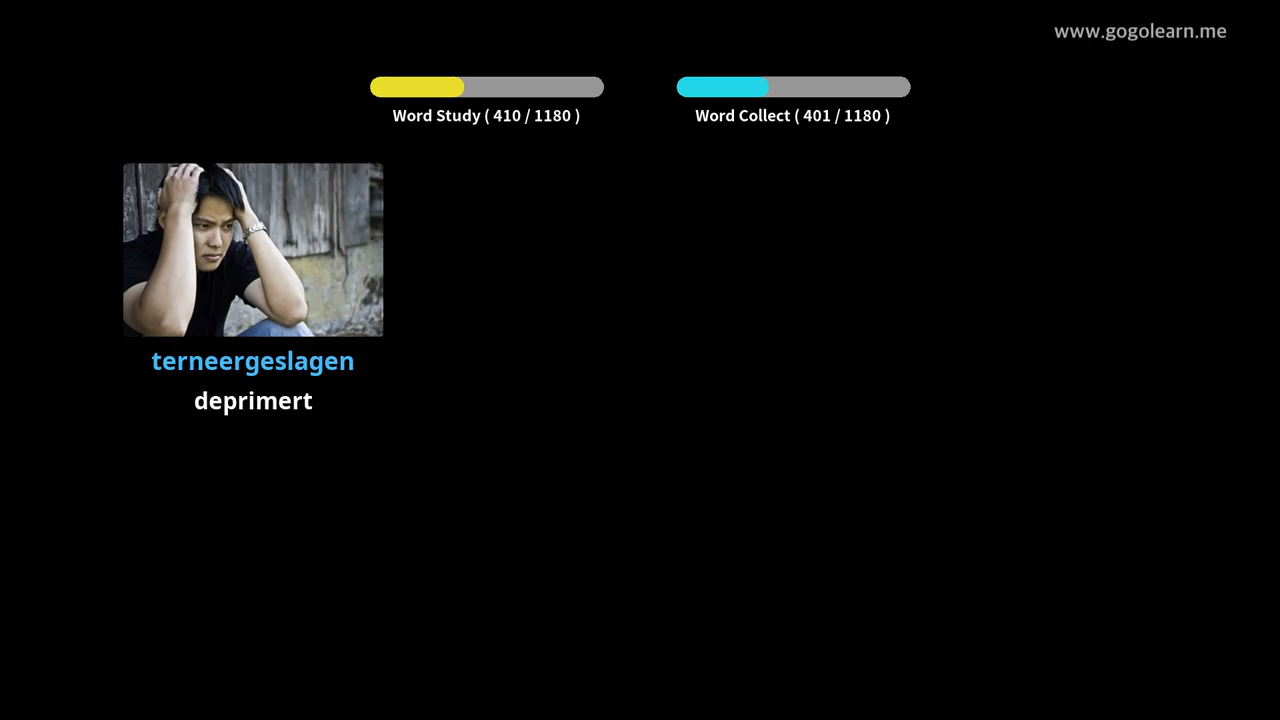 www.gogolearn.me
Word Study ( 410 / 1180 )
Word Collect ( 401 / 1180 )
terneergeslagen
deprimert